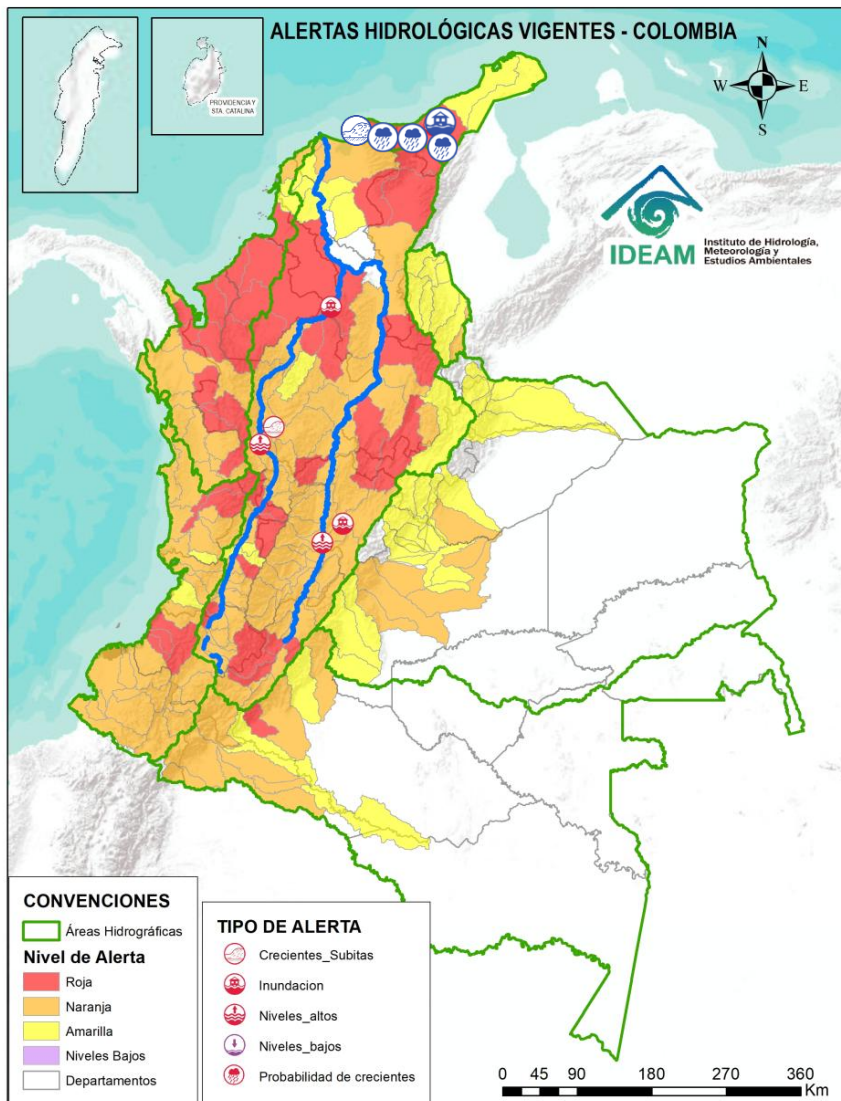 ALERTAS HIDROLÓGICAS VIGENTES - COLOMBIA
PROVIDENCIA Y
STA. CATALINA
N
W
E
S
IDEAM
Instituto de Hidrología,
Meteorología y
Estudios Ambientales
CONVENCIONES
Áreas Hidrográficas
Nivel de Alerta
Roja
Naranja
Amarilla
Niveles Bajos
Departamentos
TIPO DE ALERTA
Crecientes_Subitas
Inundacion
Niveles_altos
Niveles_bajos
Probabilidad de crecientes
0 45 90 180 270 360
Km